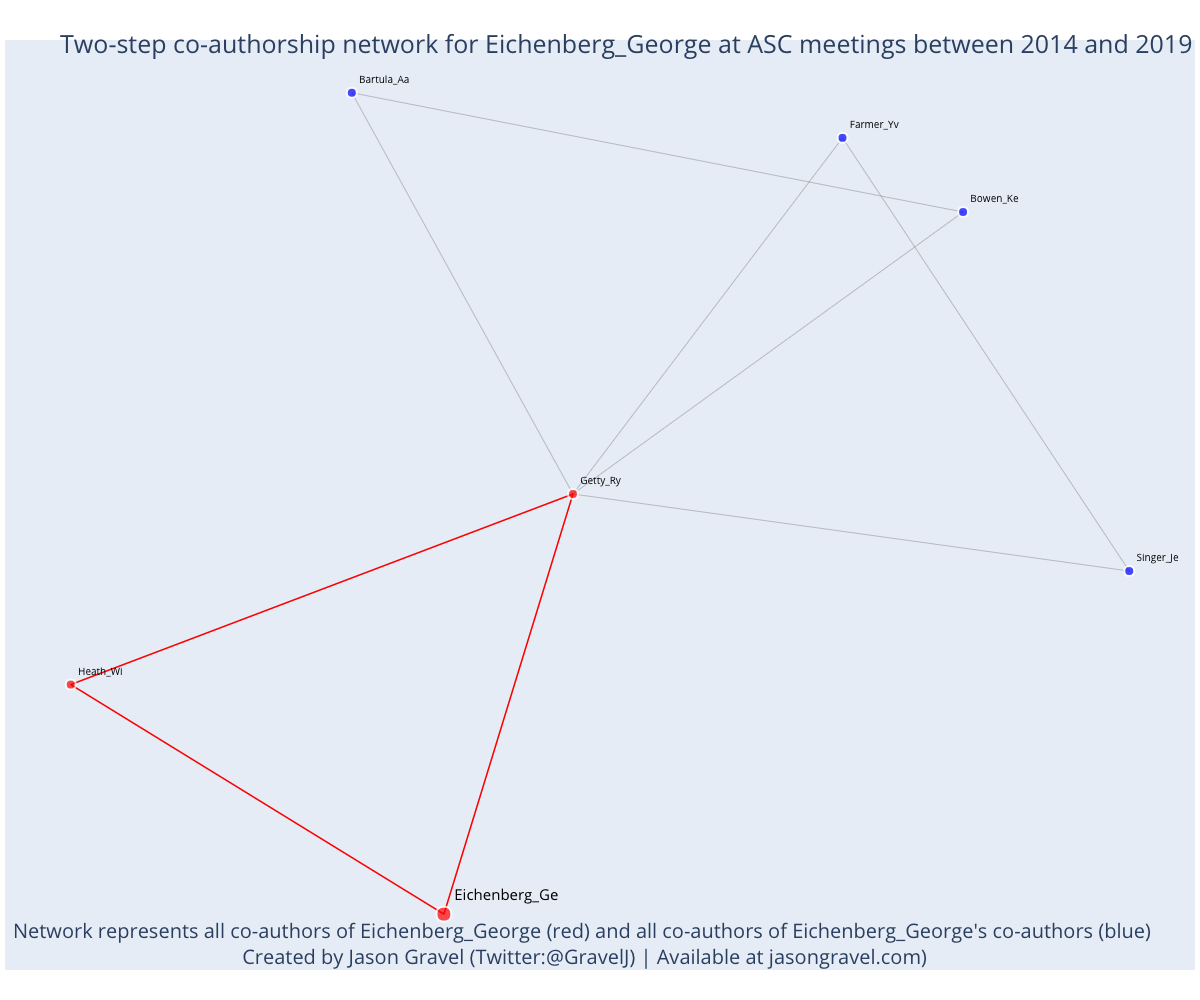 Two-step co-authorship network for Eichenberg_George at ASC meetings between 2014 and 2019
Bartula_Aa
Farmer_Yv
Bowen_Ke
Getty_Ry
Singer_Je
Heath_Wi
Eichenberg_Ge
Network represents all co-authors of Eichenberg_George (red) and all co-authors of Eichenberg_George's co-authors (blue)
Created by Jason Gravel (Twitter:@GravelJ) | Available at jasongravel.com)